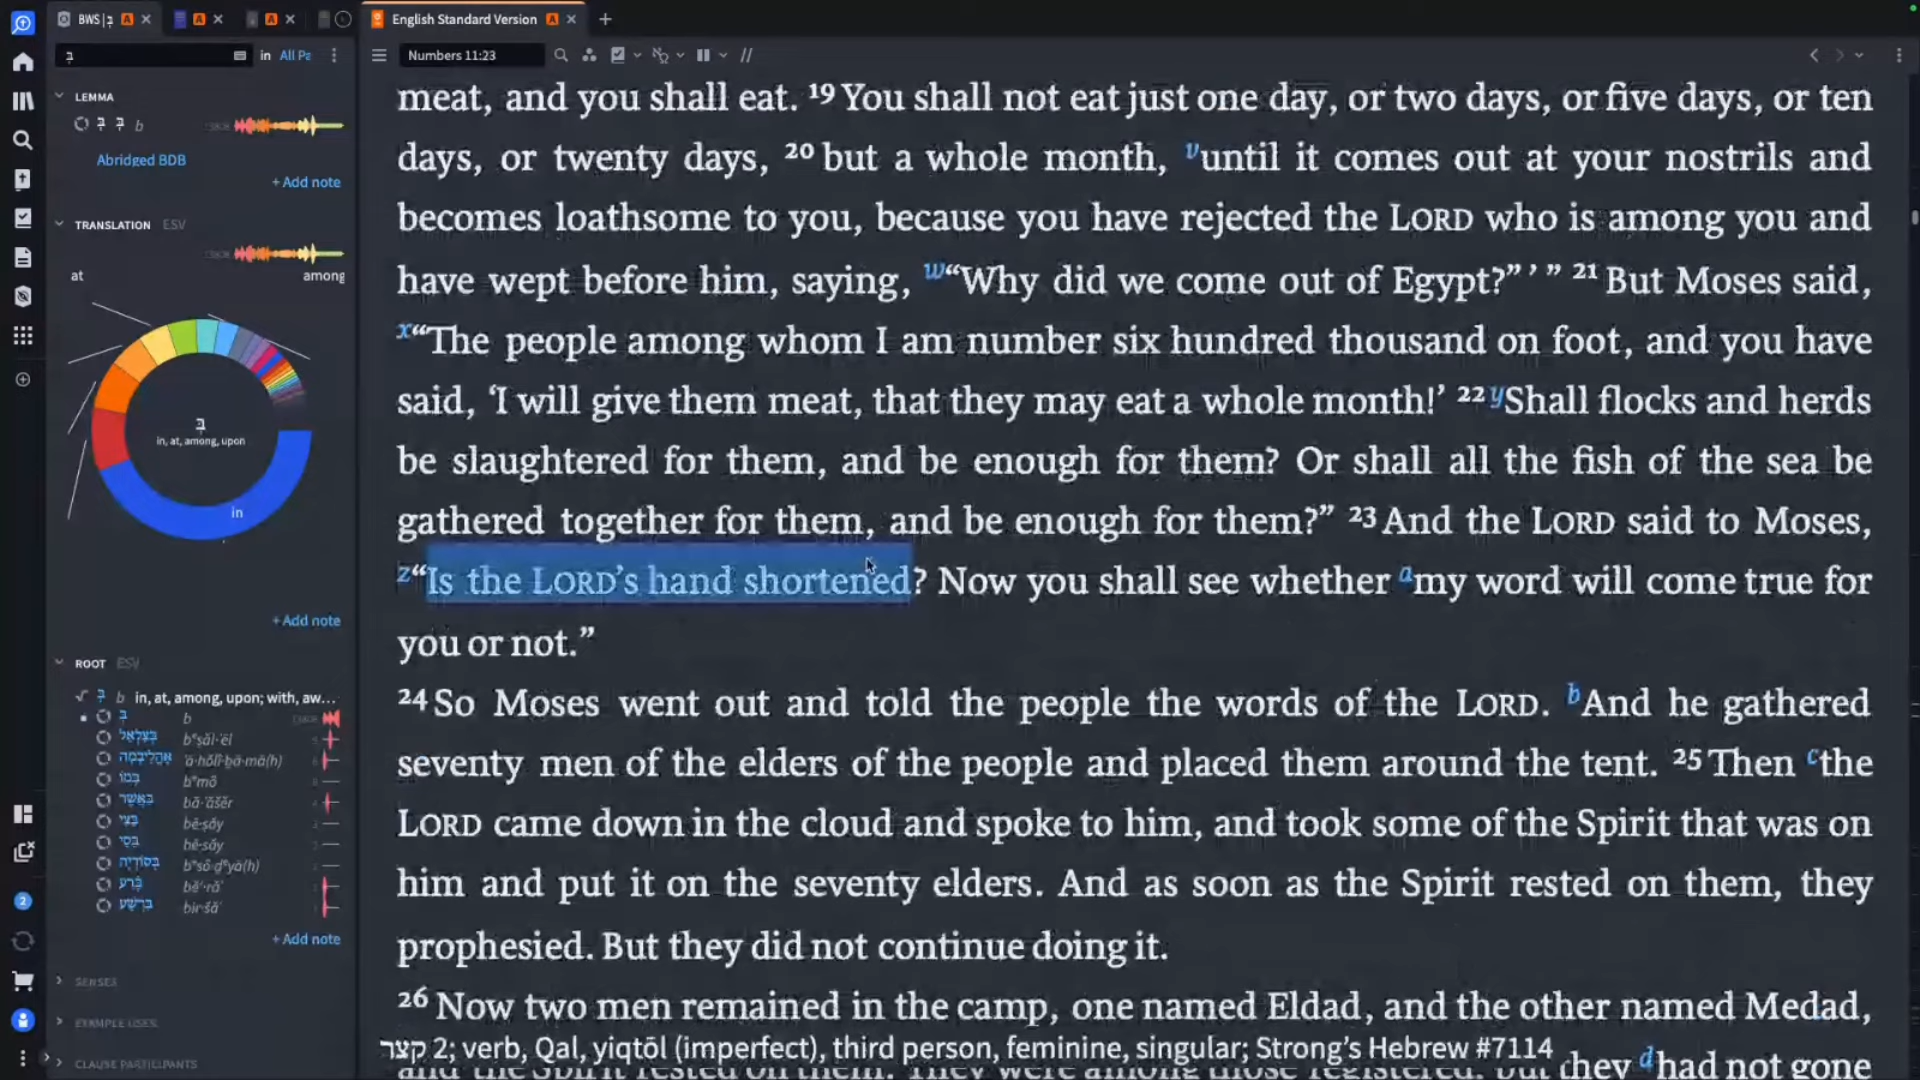 BWS | בְּ
English Standard Version
בְּ
in All Pa
Numbers 11:23
LEMMA
בְּ בְּ b
Abridged BDB
+ Add note
TRANSLATION ESV
at
among
בְּ
in, at, among, upon
in
+ Add note
ROOT ESV
בְּ b in, at, among, upon; with, aw...
בְּ b
+ Add note
SENSES
EXAMPLE USES
CLAUSE PARTICIPANTS
2
meat, and you shall eat. 19 You shall not eat just one day, or two days, or five days, or ten
days, or twenty days, 20 but a whole month, v until it comes out at your nostrils and
becomes loathsome to you, because you have rejected the LORD who is among you and
have wept before him, saying, w “Why did we come out of Egypt?” ’ ” 21 But Moses said,
x “The people among whom I am number six hundred thousand on foot, and you have
said, ‘I will give them meat, that they may eat a whole month!’ 22 y Shall flocks and herds
be slaughtered for them, and be enough for them? Or shall all the fish of the sea be
gathered together for them, and be enough for them?” 23 And the LORD said to Moses,
z “Is the LORD’s hand shortened? Now you shall see whether a my word will come true for
you or not.”
24 So Moses went out and told the people the words of the LORD. b And he gathered
seventy men of the elders of the people and placed them around the tent. 25 Then c the
LORD came down in the cloud and spoke to him, and took some of the Spirit that was on
him and put it on the seventy elders. And as soon as the Spirit rested on them, they
prophesied. But they did not continue doing it.
26 Now two men remained in the camp, one named Eldad, and the other named Medad,
קצר 2; verb, Qal, yiqtōl (imperfect), third person, feminine, singular; Strong’s Hebrew #7114
they d had not gone